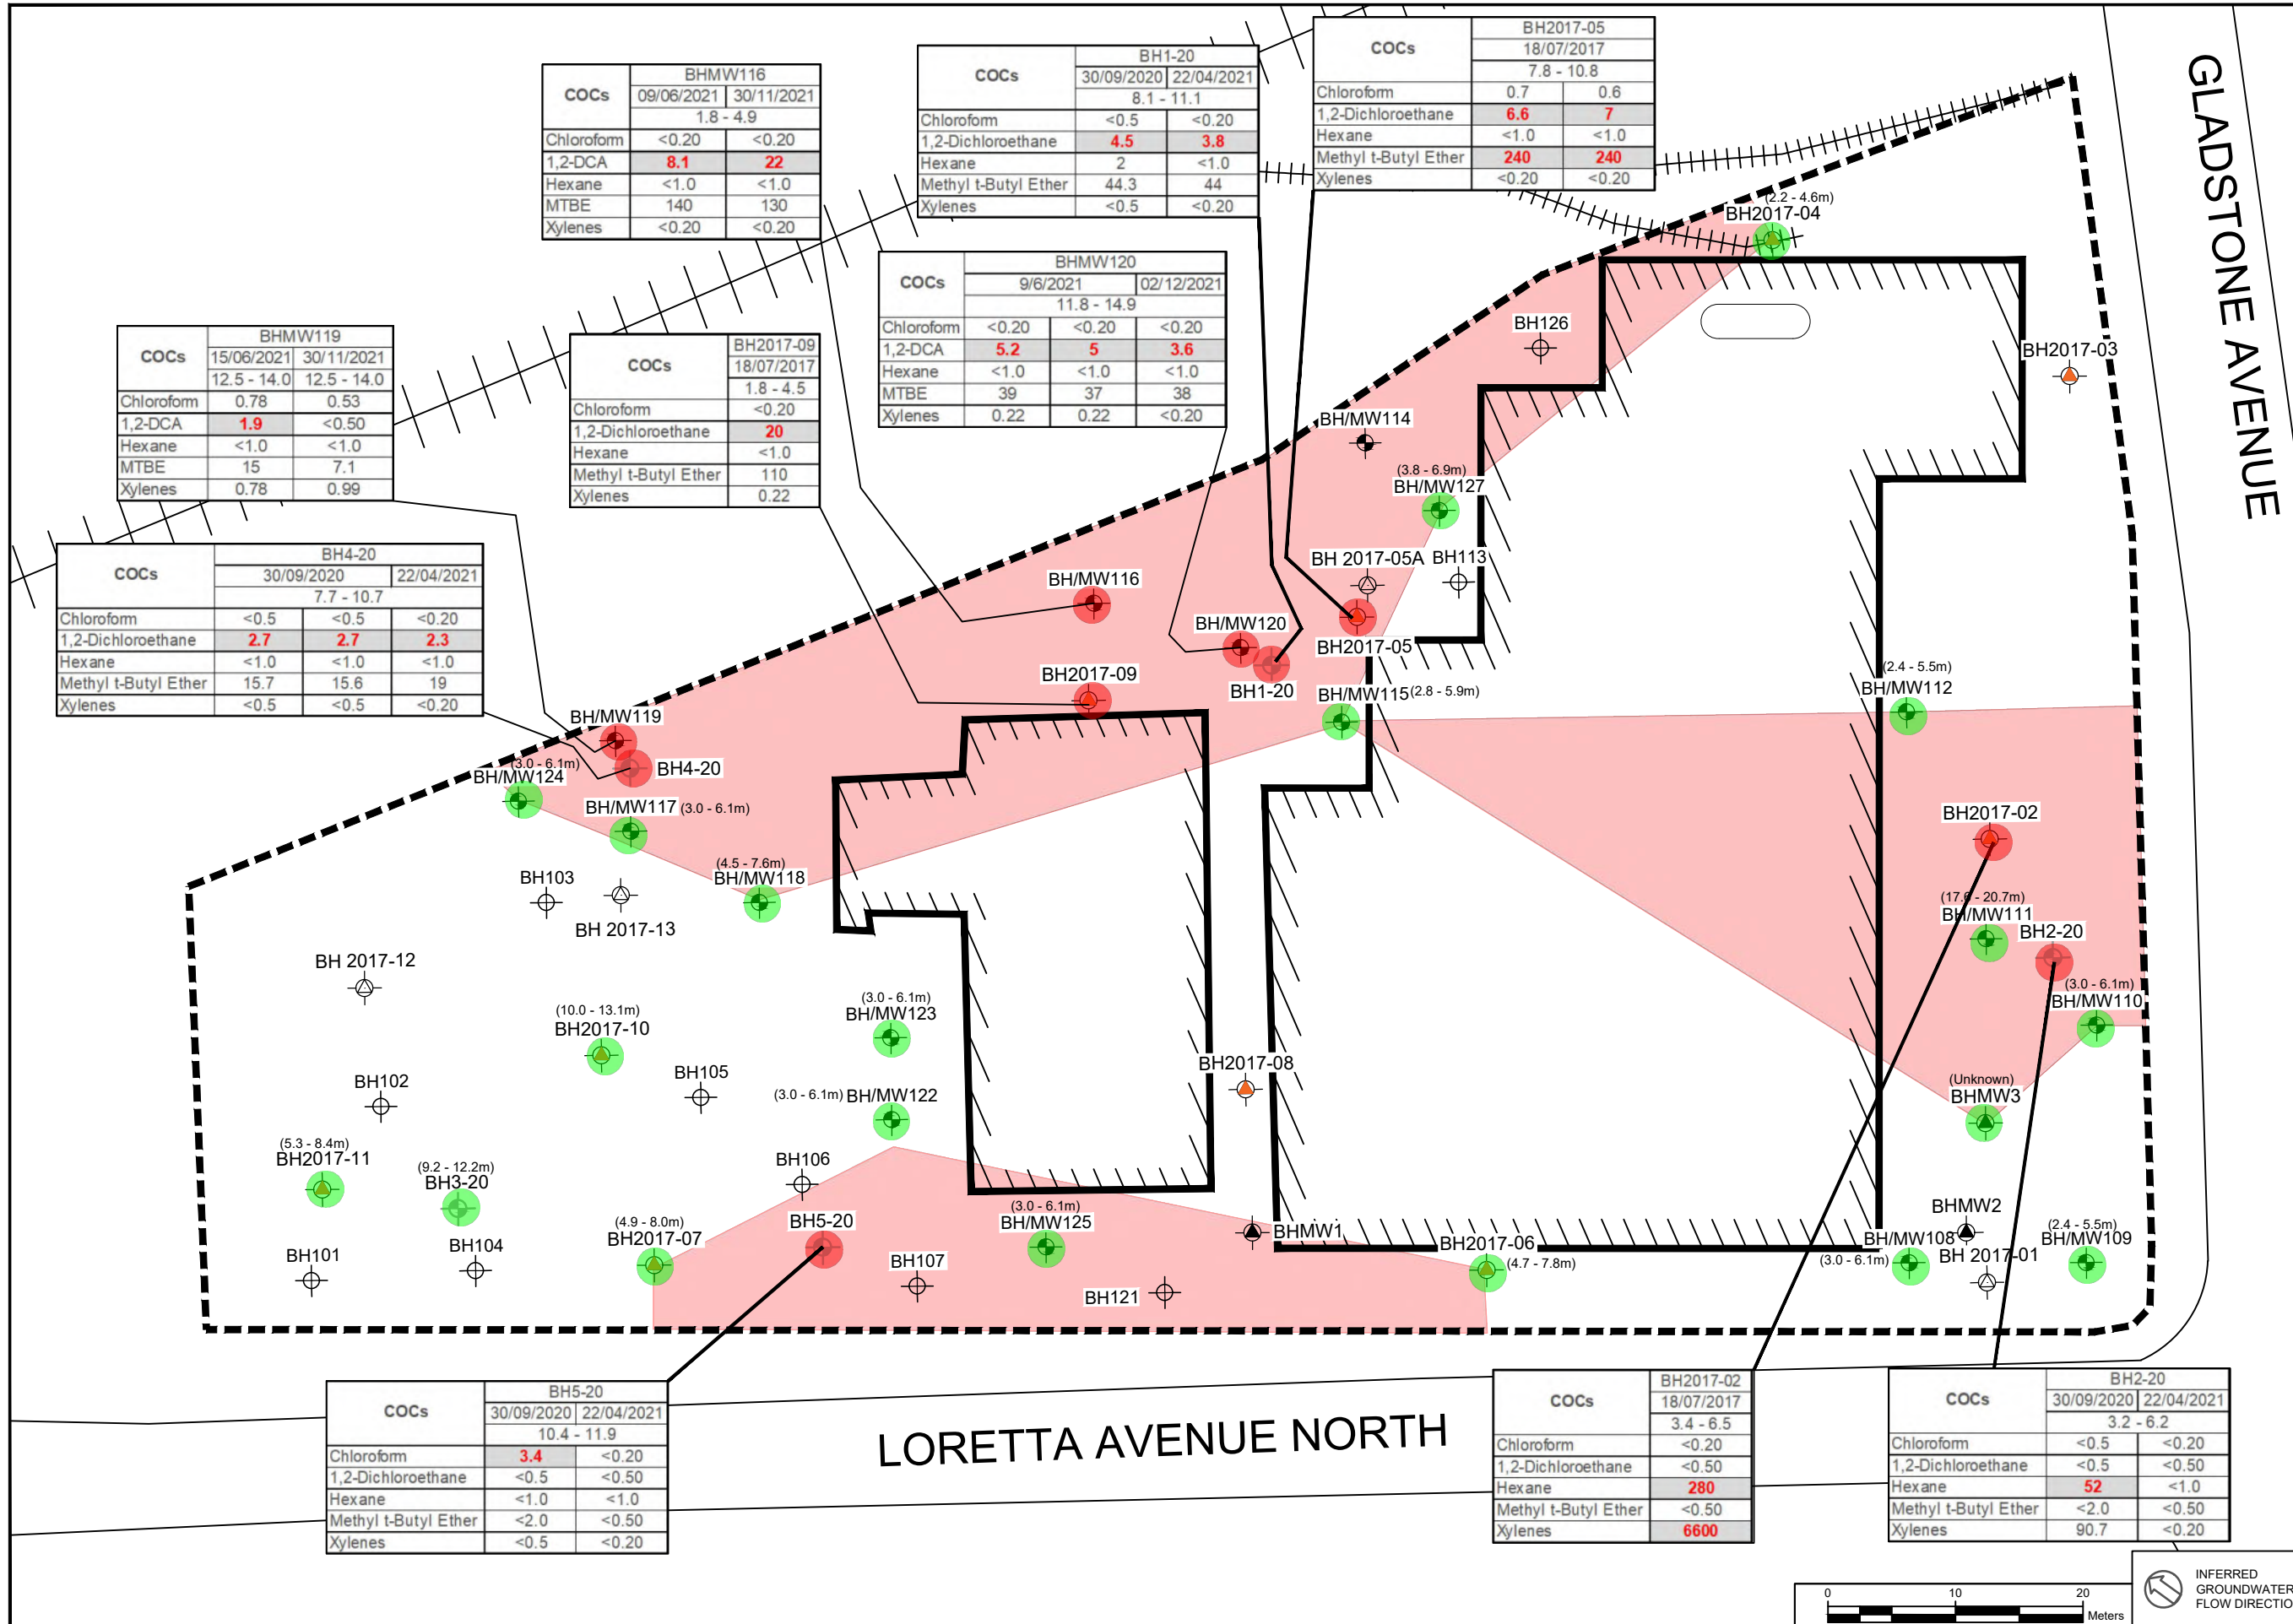 BH2017-05
COCs
18/07/2017
7.8 - 10.8
Chloroform 0.7 0.6
1,2-Dichloroethane 6.6 7
Hexane <1.0 <1.0
Methyl t-Butyl Ether 240 240
Xylenes <0.20 <0.20
BH1-20
COCs
30/09/2020 22/04/2021
8.1 - 11.1
Chloroform <0.5 <0.20
1,2-Dichloroethane 4.5 3.8
Hexane 2 <1.0
Methyl t-Butyl Ether 44.3 44
Xylenes <0.5 <0.20
BHMW116
COCs
09/06/2021 30/11/2021
1.8 - 4.9
Chloroform <0.20 <0.20
1,2-DCA 8.1 22
Hexane <1.0 <1.0
MTBE 140 130
Xylenes <0.20 <0.20
GLADSTONE AVENUE
BHMW120
COCs
9/6/2021 02/12/2021
11.8 - 14.9
Chloroform <0.20 <0.20 <0.20
1,2-DCA 5.2 5 3.6
Hexane <1.0 <1.0 <1.0
MTBE 39 37 38
Xylenes 0.22 0.22 <0.20
BHMW119
COCs
15/06/2021 30/11/2021
12.5 - 14.0 12.5 - 14.0
Chloroform 0.78 0.53
1,2-DCA 1.9 <0.50
Hexane <1.0 <1.0
MTBE 15 7.1
Xylenes 0.78 0.99
BH2017-09
COCs
18/07/2017
1.8 - 4.5
Chloroform <0.20
1,2-Dichloroethane 20
Hexane <1.0
Methyl t-Butyl Ether 110
Xylenes 0.22
BH4-20
COCs
30/09/2020 22/04/2021
7.7 - 10.7
Chloroform <0.5 <0.5 <0.20
1,2-Dichloroethane 2.7 2.7 2.3
Hexane <1.0 <1.0 <1.0
Methyl t-Butyl Ether 15.7 15.6 19
Xylenes <0.5 <0.5 <0.20
(2.2 - 4.6m)
BH2017-04
BH126
BH2017-03
BH/MW114
(3.8 - 6.9m)
BH/MW127
BH 2017-05A
BH113
BH/MW116
BH/MW120
BH2017-05
BH2017-09
BH1-20
BH/MW115 (2.8 - 5.9m)
(2.4 - 5.5m)
BH/MW112
BH/MW119
BH4-20
(3.0 - 6.1m)
BH/MW124
BH/MW117 (3.0 - 6.1m)
BH2017-02
(4.5 - 7.6m)
BH/MW118
BH103
BH 2017-13
(17.6 - 20.7m)
BH/MW111
BH2-20
BH 2017-12
(3.0 - 6.1m)
BH/MW110
(3.0 - 6.1m)
BH/MW123
(10.0 - 13.1m)
BH2017-10
BH2017-08
BH105
BH102
(3.0 - 6.1m) BH/MW122
(Unknown)
BHMW3
(5.3 - 8.4m)
BH2017-11
(9.2 - 12.2m)
BH3-20
BH106
BH5-20
(3.0 - 6.1m)
BH/MW125
BHMW1
(4.9 - 8.0m)
BH2017-07
BH2017-06
(4.7 - 7.8m)
BHMW2
BH/MW108
(3.0 - 6.1m)
BH 2017-01
(2.4 - 5.5m)
BH/MW109
BH101
BH104
BH107
BH121
BH5-20
COCs
30/09/2020 22/04/2021
10.4 - 11.9
Chloroform 3.4 <0.20
1,2-Dichloroethane <0.5 <0.50
Hexane <1.0 <1.0
Methyl t-Butyl Ether <2.0 <0.50
Xylenes <0.5 <0.20
LORETTA AVENUE NORTH
BH2017-02
COCs
18/07/2017
3.4 - 6.5
Chloroform <0.20
1,2-Dichloroethane <0.50
Hexane 280
Methyl t-Butyl Ether <0.50
Xylenes 6600
BH2-20
COCs
30/09/2020 22/04/2021
3.2 - 6.2
Chloroform <0.5 <0.20
1,2-Dichloroethane <0.5 <0.50
Hexane 52 <1.0
Methyl t-Butyl Ether <2.0 <0.50
Xylenes 90.7 <0.20
0 10 20
Meters
INFERRED
GROUNDWATER
FLOW DIRECTIO